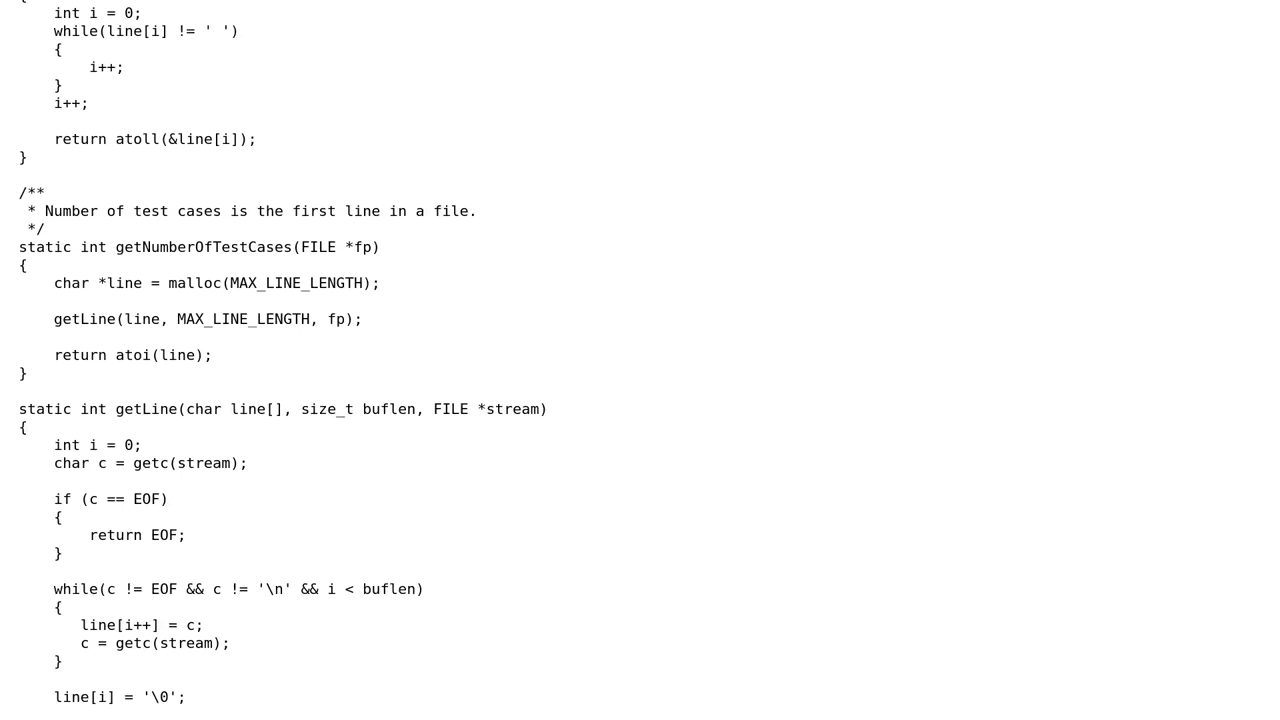 {
    int i = 0;
    while(line[i] != ' ')
    {
        i++;
    }
    i++;

    return atoll(&line[i]);
}

/**
 * Number of test cases is the first line in a file.
 */
static int getNumberOfTestCases(FILE *fp)
{
    char *line = malloc(MAX_LINE_LENGTH);

    getLine(line, MAX_LINE_LENGTH, fp);

    return atoi(line);
}

static int getLine(char line[], size_t buflen, FILE *stream)
{
    int i = 0;
    char c = getc(stream);

    if (c == EOF)
    {
        return EOF;
    }

    while(c != EOF && c != '\n' && i < buflen)
    {
       line[i++] = c;
       c = getc(stream);
    }

    line[i] = '\0';